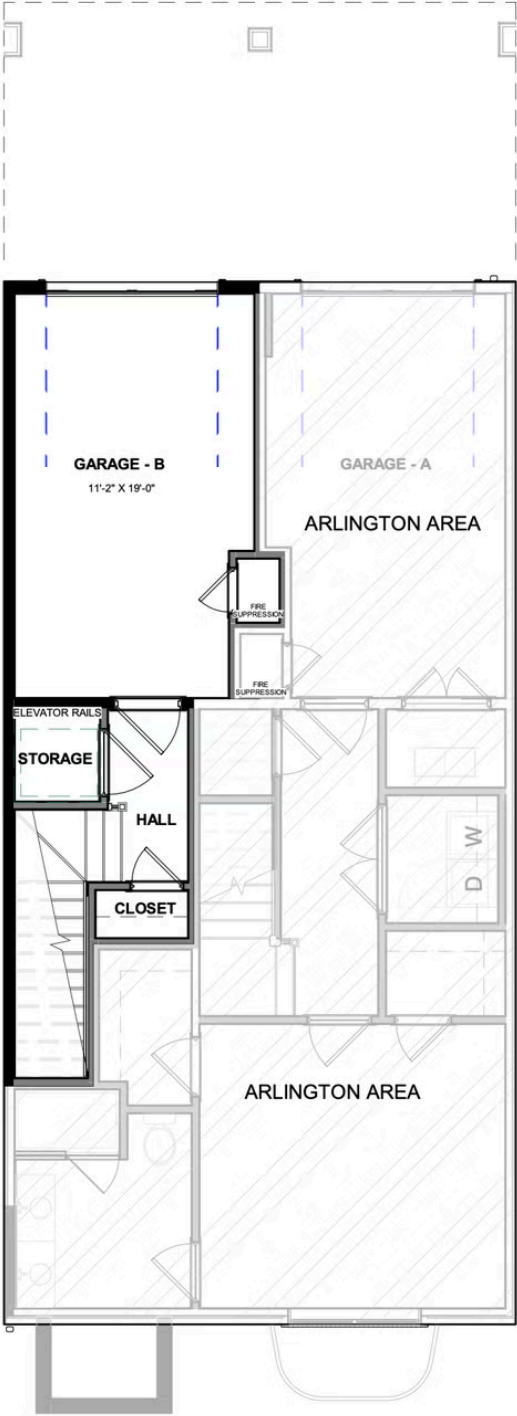 GARAGE - B
11'-2" X 19'-0"
GARAGE - A
ARLINGTON AREA
FIRE
SUPPRESSION
FIRE
SUPPRESSION
ELEVATOR RAILS
STORAGE
HALL
D - W
CLOSET
ARLINGTON AREA